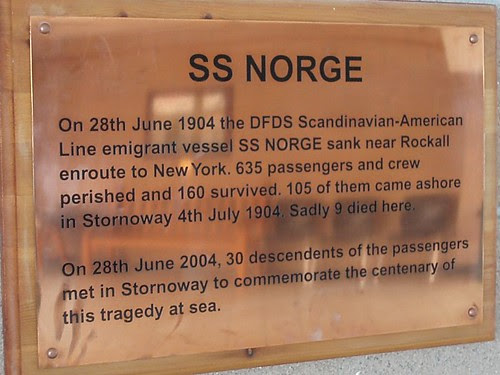 SS NORGE
On 28th June 1904 the DFDS Scandinavian-American
Line emigrant vessel SS NORGE sank near Rockall
enroute to New York. 635 passengers and crew
perished and 160 survived. 105 of them came ashore
in Stornoway 4th July 1904. Sadly 9 died here.
On 28th June 2004, 30 descendents of the passengers
met in Stornoway to commemorate the centenary of
this tragedy at sea.